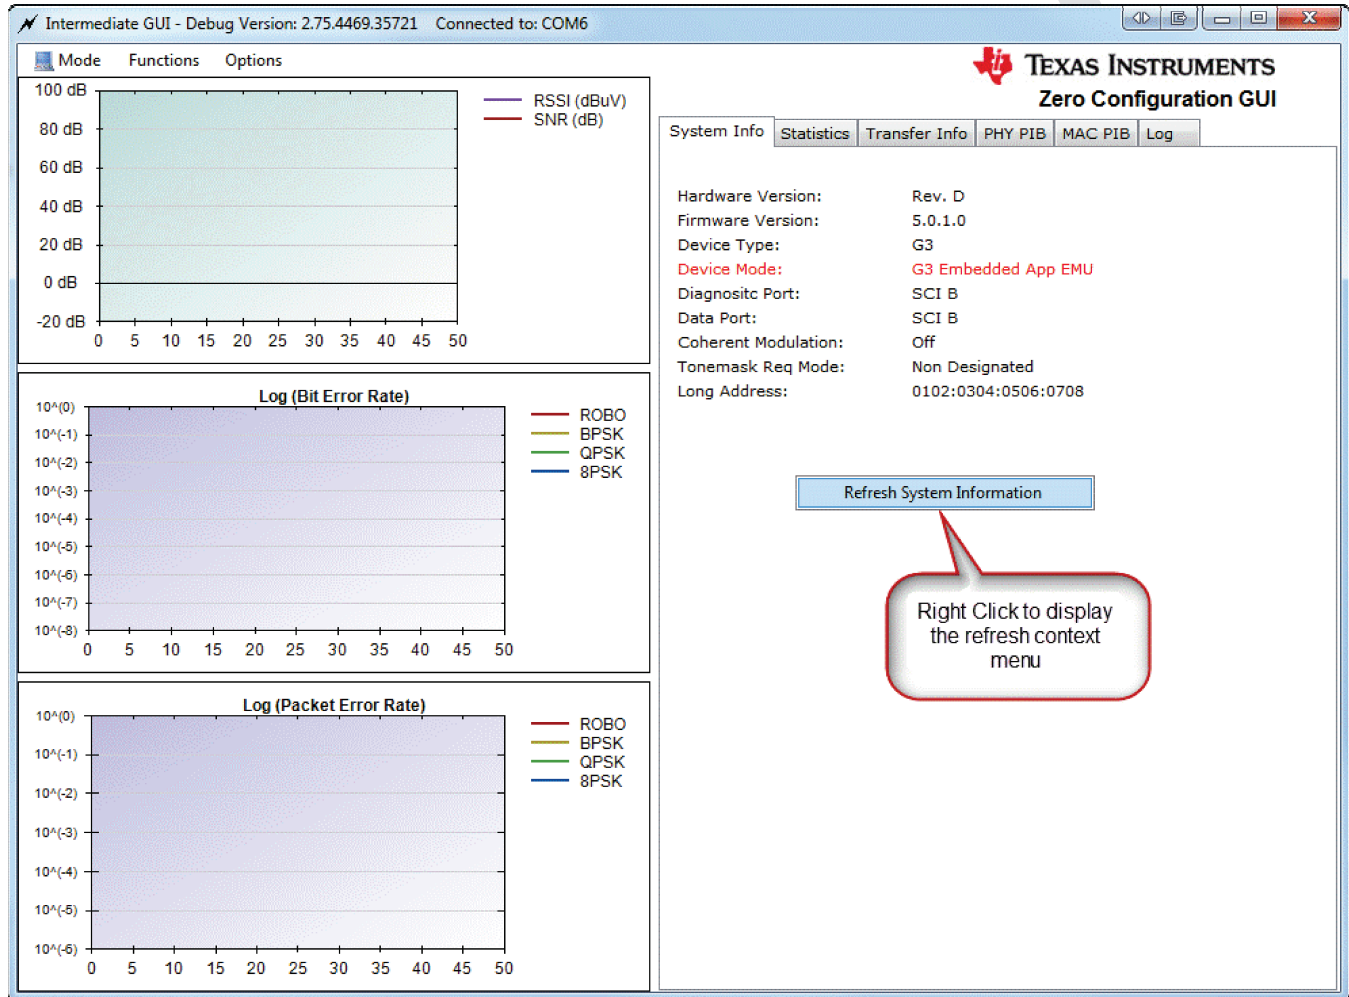 Intermediate GUI - Debug Version: 2.75.4469.35721    Connected to: COM6
Mode    Functions    Options
TEXAS INSTRUMENTS
Zero Configuration GUI
100 dB
80 dB
60 dB
40 dB
20 dB
0 dB
-20 dB
0 5 10 15 20 25 30 35 40 45 50
RSSI (dBuV)
SNR (dB)
Log (Bit Error Rate)
10^(0)
10^(-1)
10^(-2)
10^(-3)
10^(-4)
10^(-5)
10^(-6)
10^(-7)
10^(-8)
0 5 10 15 20 25 30 35 40 45 50
ROBO
BPSK
QPSK
8PSK
Log (Packet Error Rate)
10^(0)
10^(-1)
10^(-2)
10^(-3)
10^(-4)
10^(-5)
10^(-6)
0 5 10 15 20 25 30 35 40 45 50
ROBO
BPSK
QPSK
8PSK
System Info Statistics Transfer Info PHY PIB MAC PIB Log
Hardware Version: Rev. D
Firmware Version: 5.0.1.0
Device Type: G3
Device Mode: G3 Embedded App EMU
Diagnositc Port: SCI B
Data Port: SCI B
Coherent Modulation: Off
Tonemask Req Mode: Non Designated
Long Address: 0102:0304:0506:0708
Refresh System Information
Right Click to display
the refresh context
menu